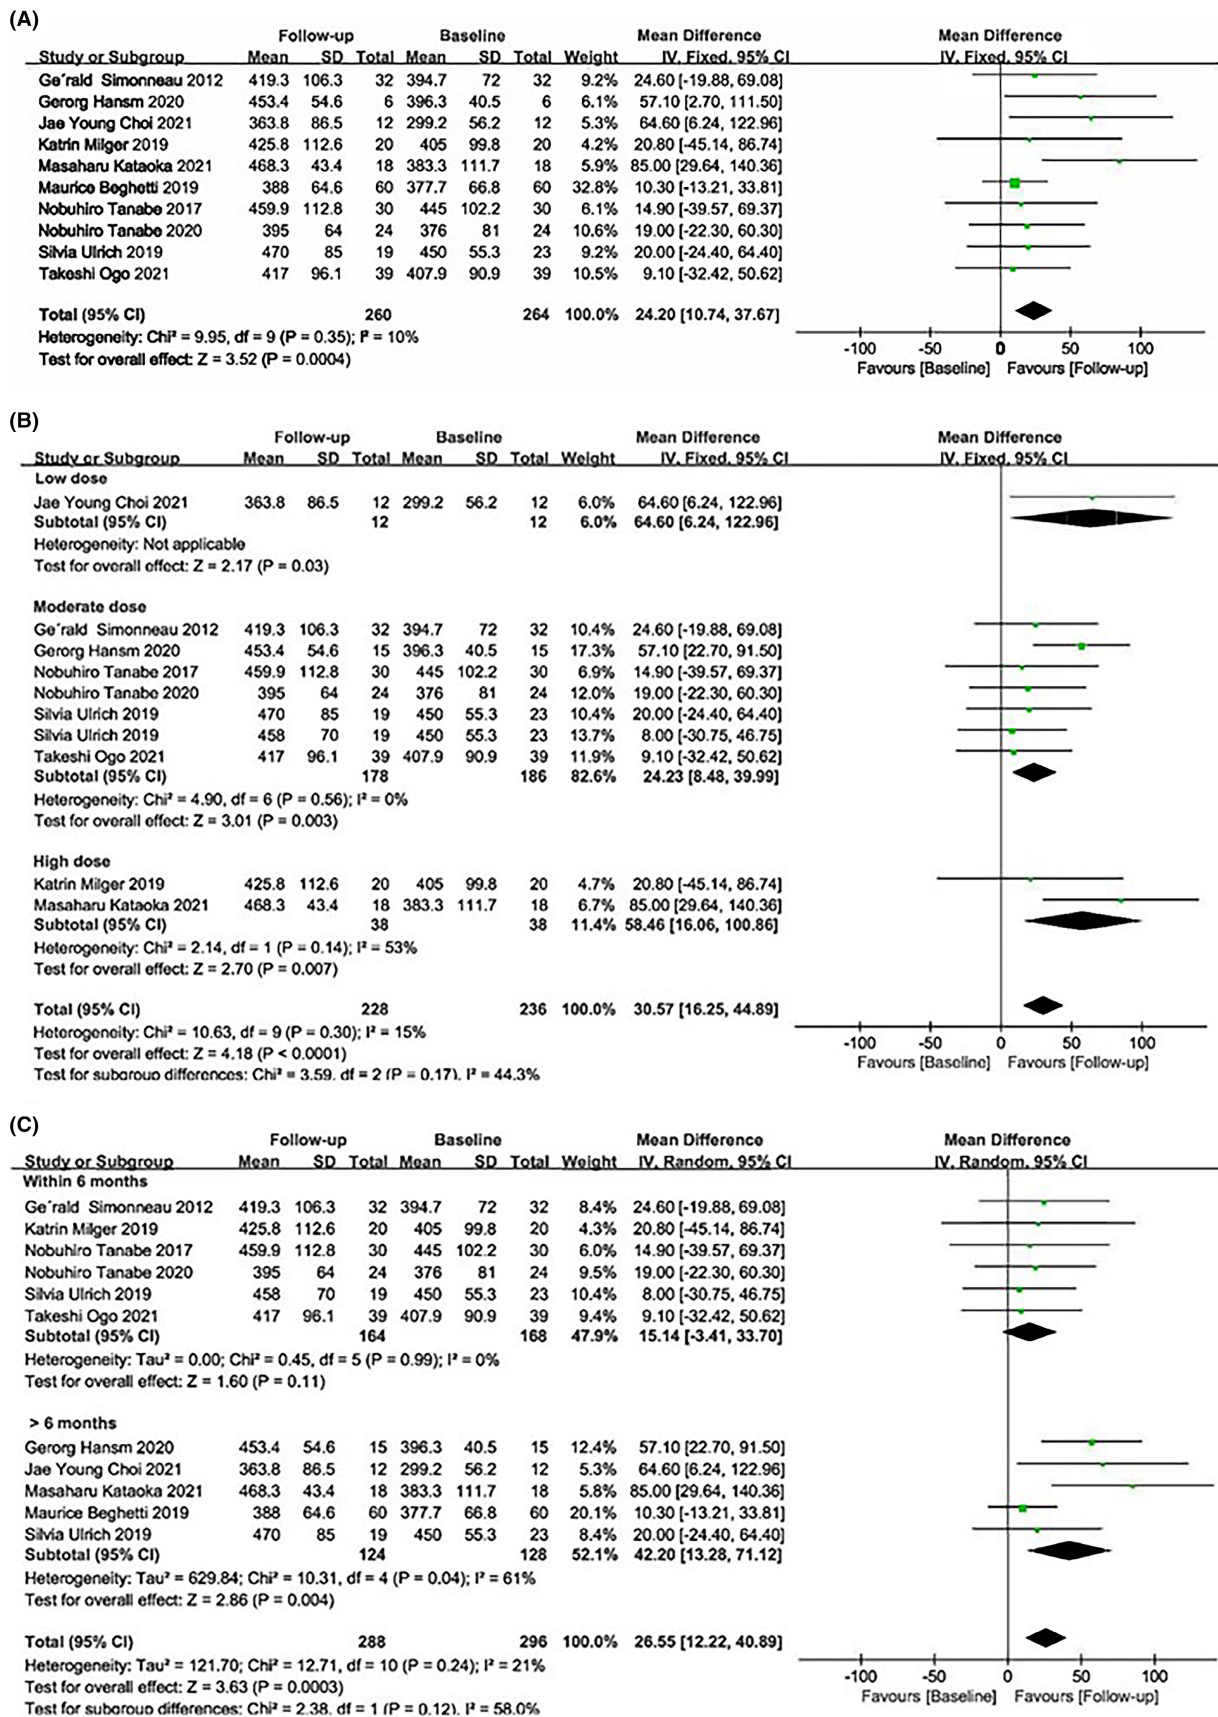 (A)
Follow-up Baseline Mean Difference Mean Difference
Study or Subgroup Mean SD Total Mean SD Total Weight IV, Fixed, 95% CI IV, Fixed, 95% CI
Ge´rald Simonneau 2012 419.3 106.3 32 394.7 72 32 9.2% 24.60 [-19.88, 69.08]
Gerorg Hansm 2020 453.4 54.6 6 396.3 40.5 6 6.1% 57.10 [2.70, 111.50]
Jae Young Choi 2021 363.8 86.5 12 299.2 56.2 12 5.3% 64.60 [6.24, 122.96]
Katrin Milger 2019 425.8 112.6 20 405 99.8 20 4.2% 20.80 [-45.14, 86.74]
Masaharu Kataoka 2021 468.3 43.4 18 383.3 111.7 18 5.9% 85.00 [29.64, 140.36]
Maurice Beghetti 2019 388 64.6 60 377.7 66.8 60 32.8% 10.30 [-13.21, 33.81]
Nobuhiro Tanabe 2017 459.9 112.8 30 445 102.2 30 6.1% 14.90 [-39.57, 69.37]
Nobuhiro Tanabe 2020 395 64 24 376 81 24 10.6% 19.00 [-22.30, 60.30]
Silvia Ulrich 2019 470 85 19 450 55.3 23 9.2% 20.00 [-24.40, 64.40]
Takeshi Ogo 2021 417 96.1 39 407.9 90.9 39 10.5% 9.10 [-32.42, 50.62]
Total (95% CI) 260 264 100.0% 24.20 [10.74, 37.67]
Heterogeneity: Chi² = 9.95, df = 9 (P = 0.35); I² = 10%
Test for overall effect: Z = 3.52 (P = 0.0004)
-100 -50 0 50 100
Favours [Baseline] Favours [Follow-up]
(B)
Follow-up Baseline Mean Difference Mean Difference
Study or Subgroup Mean SD Total Mean SD Total Weight IV, Fixed, 95% CI IV, Fixed, 95% CI
Low dose
Jae Young Choi 2021 363.8 86.5 12 299.2 56.2 12 6.0% 64.60 [6.24, 122.96]
Subtotal (95% CI) 12 12 6.0% 64.60 [6.24, 122.96]
Heterogeneity: Not applicable
Test for overall effect: Z = 2.17 (P = 0.03)
Moderate dose
Ge´rald Simonneau 2012 419.3 106.3 32 394.7 72 32 10.4% 24.60 [-19.88, 69.08]
Gerorg Hansm 2020 453.4 54.6 15 396.3 40.5 15 17.3% 57.10 [22.70, 91.50]
Nobuhiro Tanabe 2017 459.9 112.8 30 445 102.2 30 6.9% 14.90 [-39.57, 69.37]
Nobuhiro Tanabe 2020 395 64 24 376 81 24 12.0% 19.00 [-22.30, 60.30]
Silvia Ulrich 2019 470 85 19 450 55.3 23 10.4% 20.00 [-24.40, 64.40]
Silvia Ulrich 2019 458 70 19 450 55.3 23 13.7% 8.00 [-30.75, 46.75]
Takeshi Ogo 2021 417 96.1 39 407.9 90.9 39 11.9% 9.10 [-32.42, 50.62]
Subtotal (95% CI) 178 186 82.6% 24.23 [8.48, 39.99]
Heterogeneity: Chi² = 4.90, df = 6 (P = 0.56); I² = 0%
Test for overall effect: Z = 3.01 (P = 0.003)
High dose
Katrin Milger 2019 425.8 112.6 20 405 99.8 20 4.7% 20.80 [-45.14, 86.74]
Masaharu Kataoka 2021 468.3 43.4 18 383.3 111.7 18 6.7% 85.00 [29.64, 140.36]
Subtotal (95% CI) 38 38 11.4% 58.46 [16.06, 100.86]
Heterogeneity: Chi² = 2.14, df = 1 (P = 0.14); I² = 53%
Test for overall effect: Z = 2.70 (P = 0.007)
Total (95% CI) 228 236 100.0% 30.57 [16.25, 44.89]
Heterogeneity: Chi² = 10.63, df = 9 (P = 0.30); I² = 15%
Test for overall effect: Z = 4.18 (P < 0.0001)
Test for subgroup differences: Chi² = 3.59, df = 2 (P = 0.17), I² = 44.3%
-100 -50 0 50 100
Favours [Baseline] Favours [Follow-up]
(C)
Follow-up Baseline Mean Difference Mean Difference
Study or Subgroup Mean SD Total Mean SD Total Weight IV, Random, 95% CI IV, Random, 95% CI
Within 6 months
Ge´rald Simonneau 2012 419.3 106.3 32 394.7 72 32 8.4% 24.60 [-19.88, 69.08]
Katrin Milger 2019 425.8 112.6 20 405 99.8 20 4.3% 20.80 [-45.14, 86.74]
Nobuhiro Tanabe 2017 459.9 112.8 30 445 102.2 30 6.0% 14.90 [-39.57, 69.37]
Nobuhiro Tanabe 2020 395 64 24 376 81 24 9.5% 19.00 [-22.30, 60.30]
Silvia Ulrich 2019 458 70 19 450 55.3 23 10.4% 8.00 [-30.75, 46.75]
Takeshi Ogo 2021 417 96.1 39 407.9 90.9 39 9.4% 9.10 [-32.42, 50.62]
Subtotal (95% CI) 164 168 47.9% 15.14 [-3.41, 33.70]
Heterogeneity: Tau² = 0.00; Chi² = 0.45, df = 5 (P = 0.99); I² = 0%
Test for overall effect: Z = 1.60 (P = 0.11)
> 6 months
Gerorg Hansm 2020 453.4 54.6 15 396.3 40.5 15 12.4% 57.10 [22.70, 91.50]
Jae Young Choi 2021 363.8 86.5 12 299.2 56.2 12 5.3% 64.60 [6.24, 122.96]
Masaharu Kataoka 2021 468.3 43.4 18 383.3 111.7 18 5.8% 85.00 [29.64, 140.36]
Maurice Beghetti 2019 388 64.6 60 377.7 66.8 60 20.1% 10.30 [-13.21, 33.81]
Silvia Ulrich 2019 470 85 19 450 55.3 23 8.4% 20.00 [-24.40, 64.40]
Subtotal (95% CI) 124 128 52.1% 42.20 [13.28, 71.12]
Heterogeneity: Tau² = 629.84; Chi² = 10.31, df = 4 (P = 0.04); I² = 61%
Test for overall effect: Z = 2.86 (P = 0.004)
Total (95% CI) 288 296 100.0% 26.55 [12.22, 40.89]
Heterogeneity: Tau² = 121.70; Chi² = 12.71, df = 10 (P = 0.24); I² = 21%
Test for overall effect: Z = 3.63 (P = 0.0003)
Test for subgroup differences: Chi² = 2.38, df = 1 (P = 0.12), I² = 58.0%
-100 -50 0 50 100
Favours [Baseline] Favours [Follow-up]